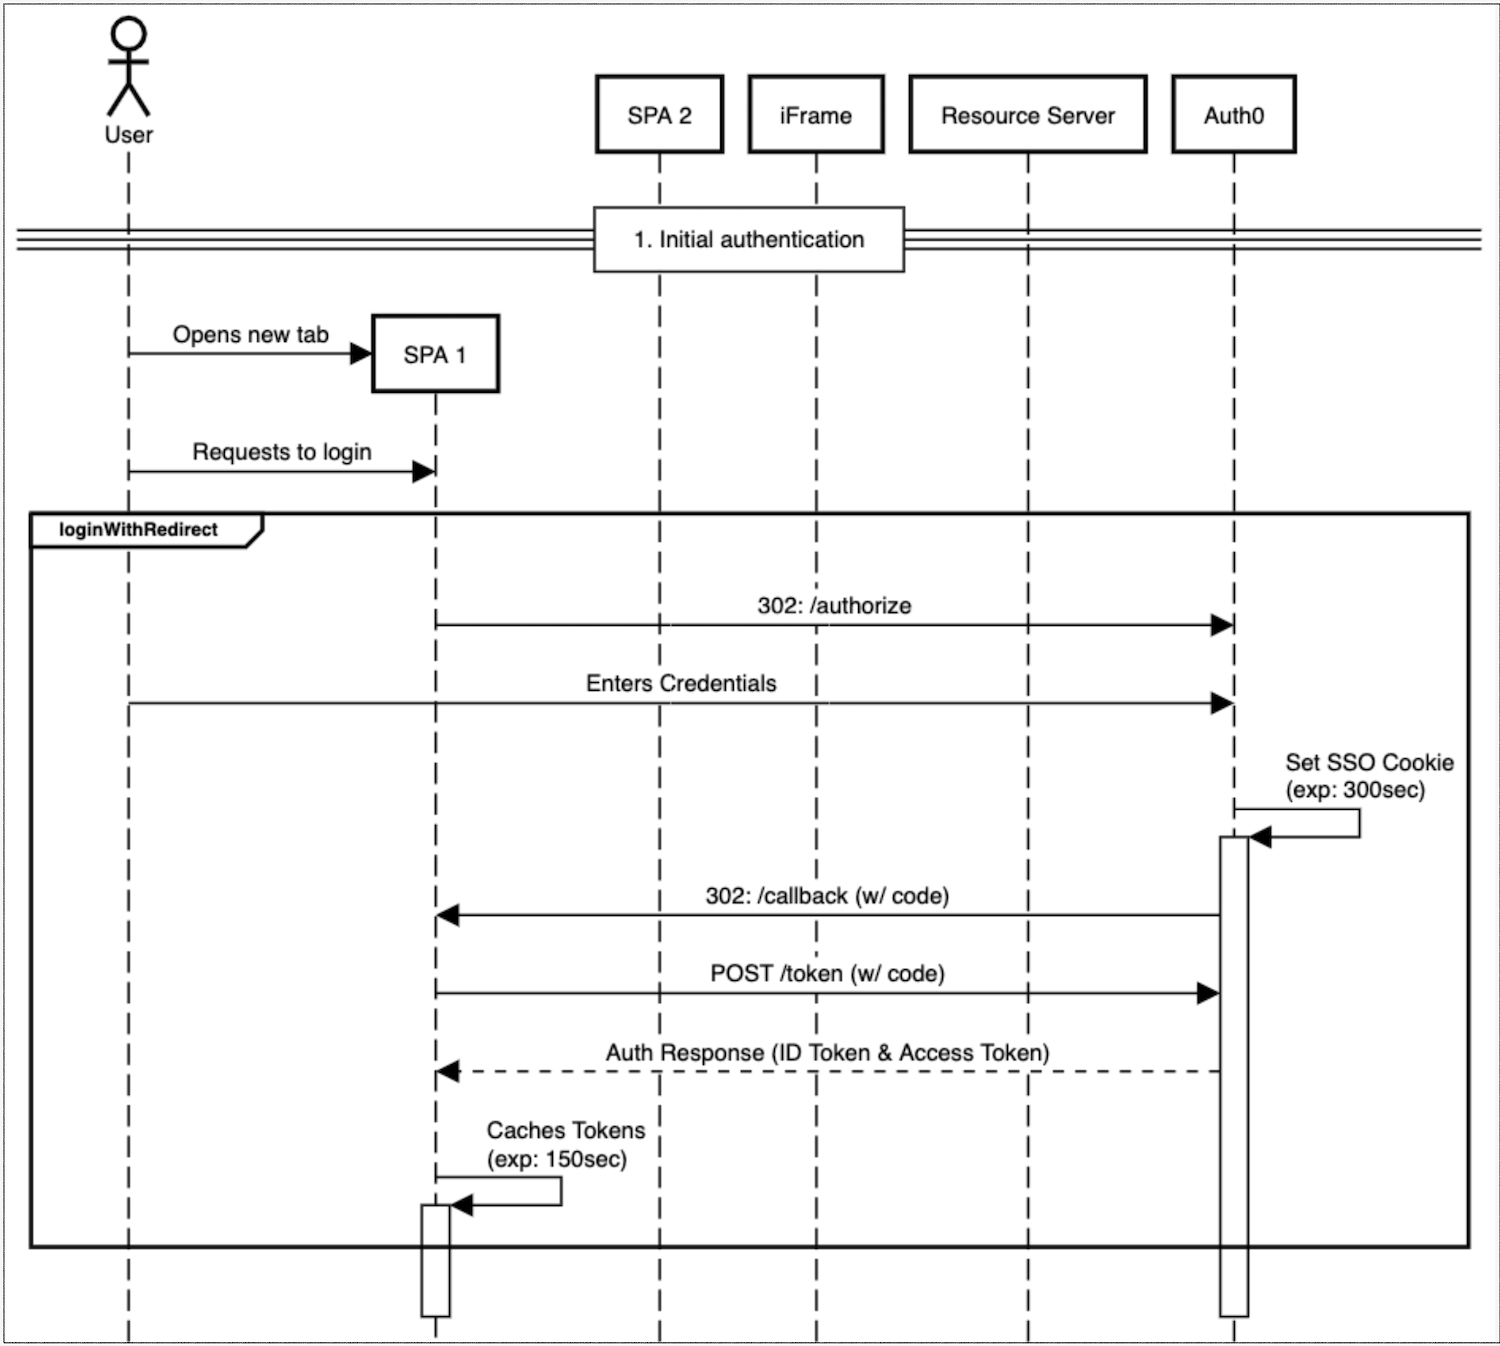 User
SPA 2
iFrame
Resource Server
Auth0
1. Initial authentication
Opens new tab
SPA 1
Requests to login
loginWithRedirect
302: /authorize
Enters Credentials
Set SSO Cookie
(exp: 300sec)
302: /callback (w/ code)
POST /token (w/ code)
Auth Response (ID Token & Access Token)
Caches Tokens
(exp: 150sec)